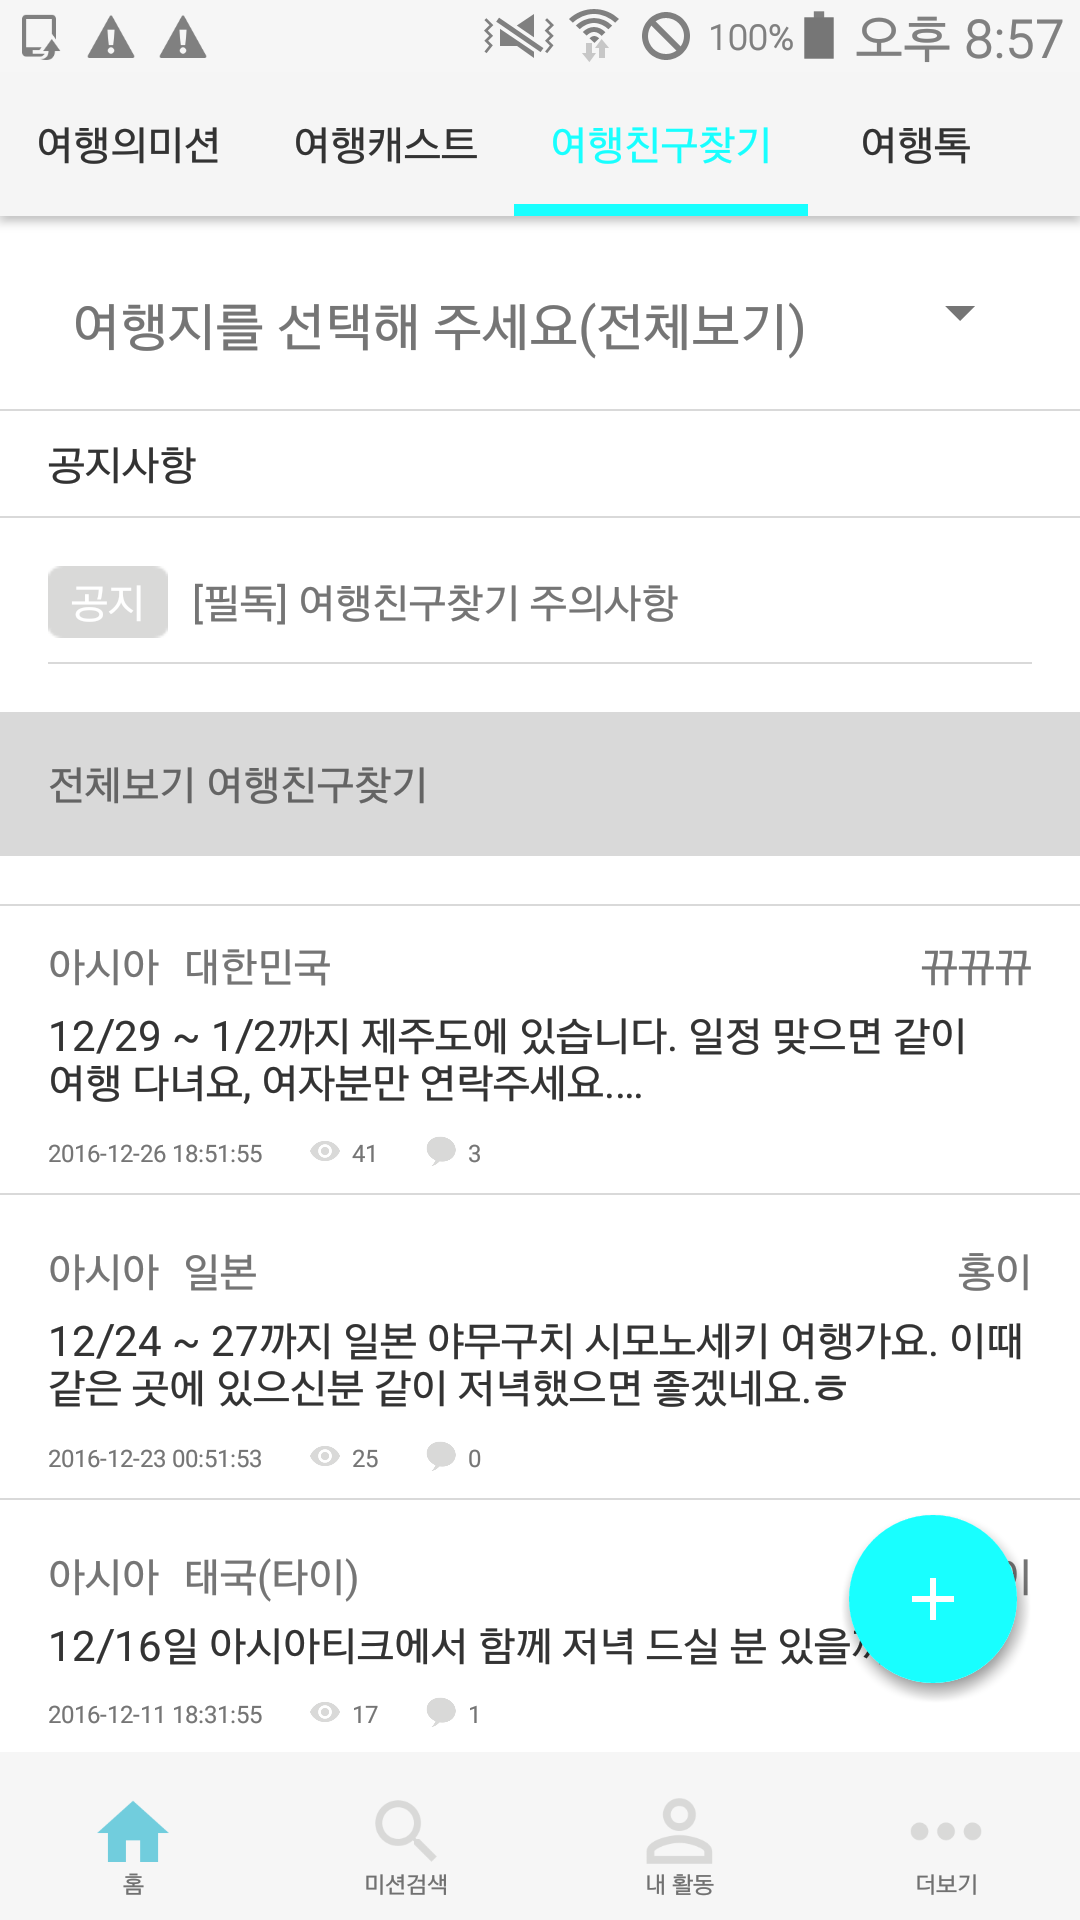 100% 오후 8:57
여행의미션 여행캐스트 여행친구찾기 여행톡
여행지를 선택해 주세요(전체보기)
공지사항
공지 [필독] 여행친구찾기 주의사항
전체보기 여행친구찾기
아시아 대한민국 뀨뀨뀨
12/29 ~ 1/2까지 제주도에 있습니다. 일정 맞으면 같이
여행 다녀요, 여자분만 연락주세요....
2016-12-26 18:51:55 41 3
아시아 일본 홍이
12/24 ~ 27까지 일본 야무구치 시모노세키 여행가요. 이때
같은 곳에 있으신분 같이 저녁했으면 좋겠네요.ㅎ
2016-12-23 00:51:53 25 0
아시아 태국(타이)
12/16일 아시아티크에서 함께 저녁 드실 분
2016-12-11 18:31:55 17 1
홈 미션검색 내 활동 더보기